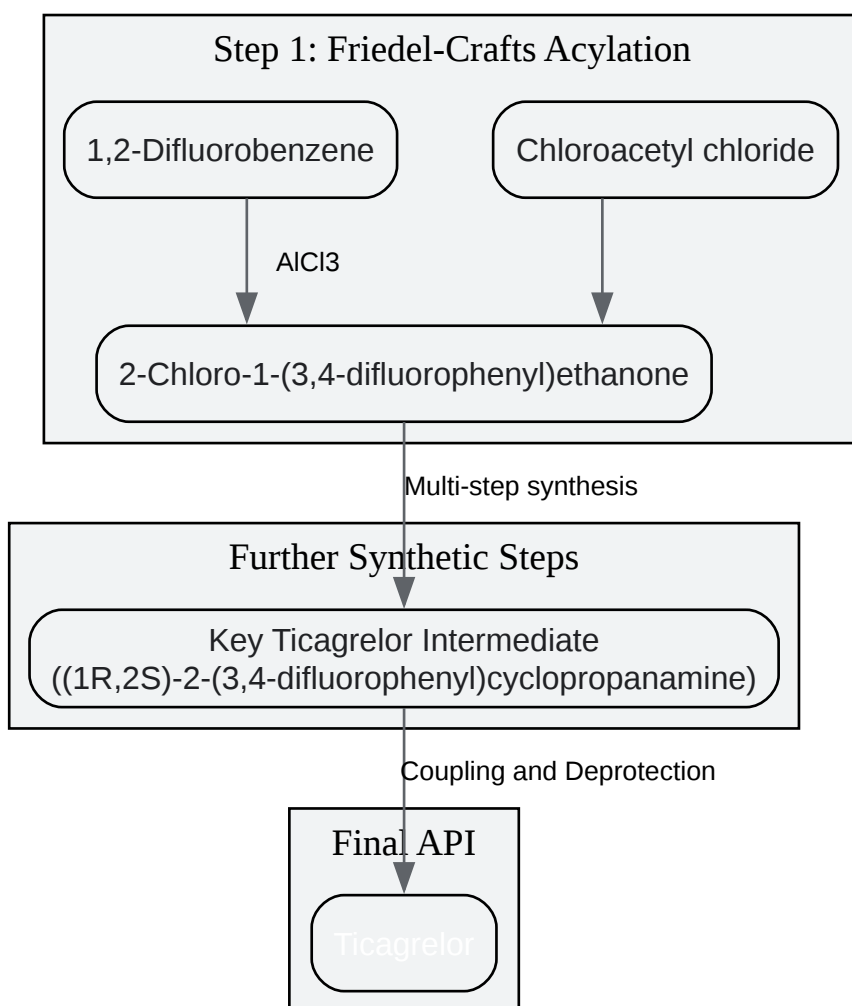 Step 1: Friedel-Crafts Acylation
1,2-Difluorobenzene
Chloroacetyl chloride
AlCl3
2-Chloro-1-(3,4-difluorophenyl)ethanone
Multi-step synthesis
Further Synthetic Steps
Key Ticagrelor Intermediate
((1R,2S)-2-(3,4-difluorophenyl)cyclopropanamine)
Coupling and Deprotection
Final API
Ticagrelor